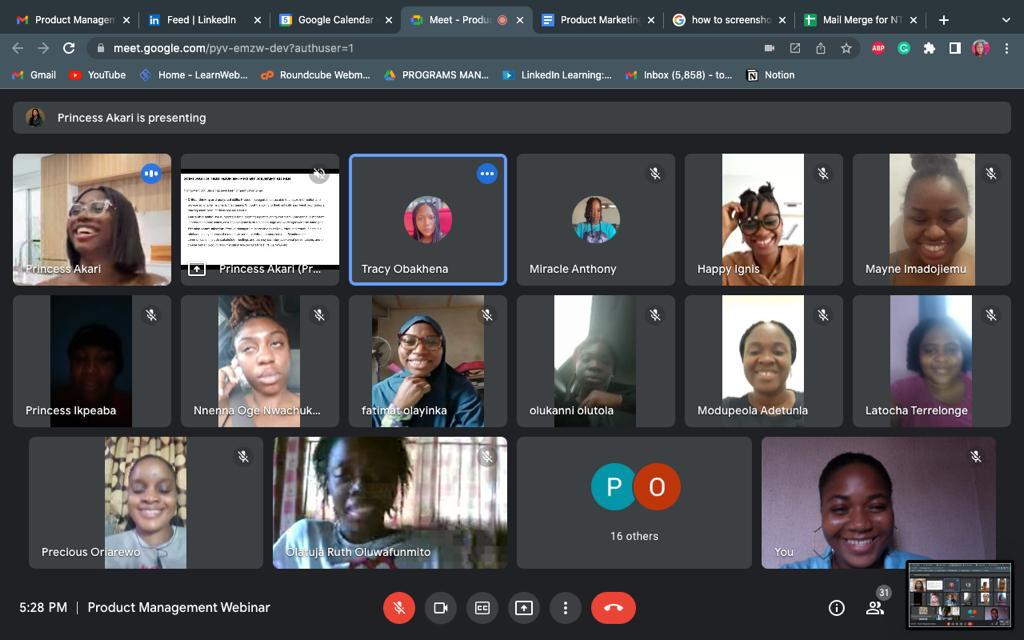 Product Managem
Feed | LinkedIn
Google Calendar
Meet - Produ
Product Marketing
how to screensho
Mail Merge for NT
meet.google.com/pyv-emzw-dev?authuser=1
ABP
G
Gmail
YouTube
Home - LearnWeb...
Roundcube Webm...
PROGRAMS MAN...
LinkedIn Learning:...
Inbox (5,858) - to...
Notion
Princess Akari is presenting
Princess Akari
Princess Akari (Pr...
Tracy Obakhena
Miracle Anthony
Happy Ignis
Mayne Imadojiemu
Princess Ikpeaba
Nnenna Oge Nwachuk...
fatimat olayinka
olukanni olutola
Modupeola Adetunla
Latocha Terrelonge
Precious Oriarewo
Olatuja Ruth Oluwafunmito
P
O
16 others
You
5:28 PM | Product Management Webinar
CC
31